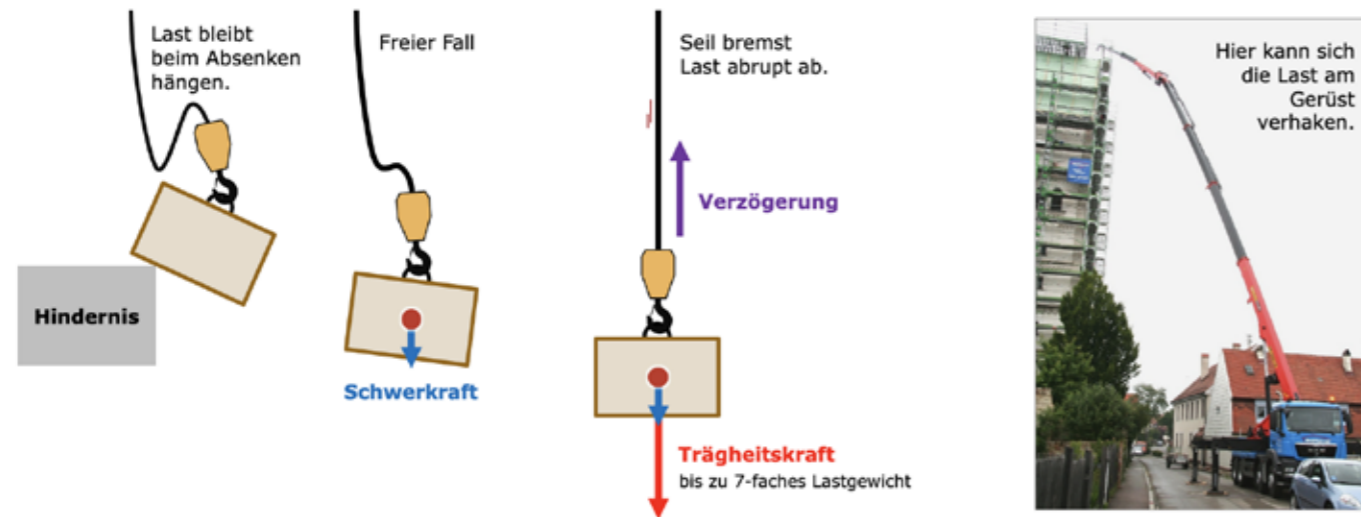 Last bleibt
beim Absenken
hängen.
Freier Fall
Seil bremst
Last abrupt ab.
Hier kann sich
die Last am
Gerüst
verhaken.
Verzögerung
Hindernis
Schwerkraft
Trägheitskraft
bis zu 7-faches Lastgewicht